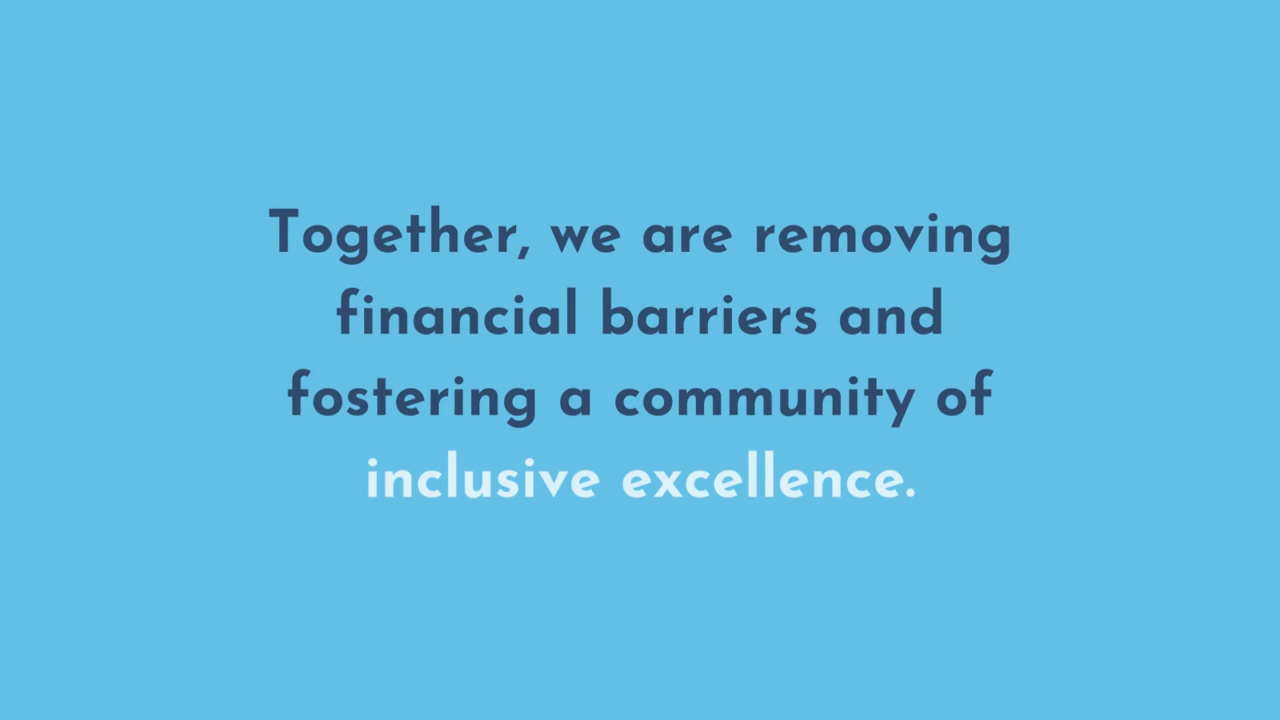 Together, we are removing
financial barriers and
fostering a community of
inclusive excellence.